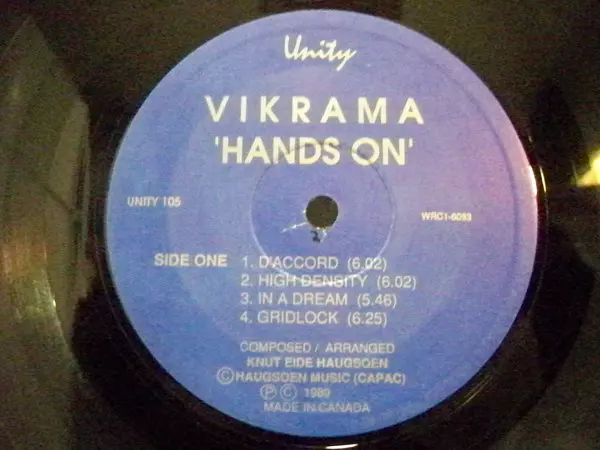 Unity
VIKRAMA
'HANDS ON'
UNITY 105
WRC1-6093
SIDE ONE 1. D'ACCORD (6.02)
2. HIGH DENSITY (6.02)
3. IN A DREAM (5.46)
4. GRIDLOCK (6.25)
COMPOSED / ARRANGED
KNUT EIDE HAUGSOEN
© HAUGSOEN MUSIC (CAPAC)
Ⓟ © 1989
MADE IN CANADA